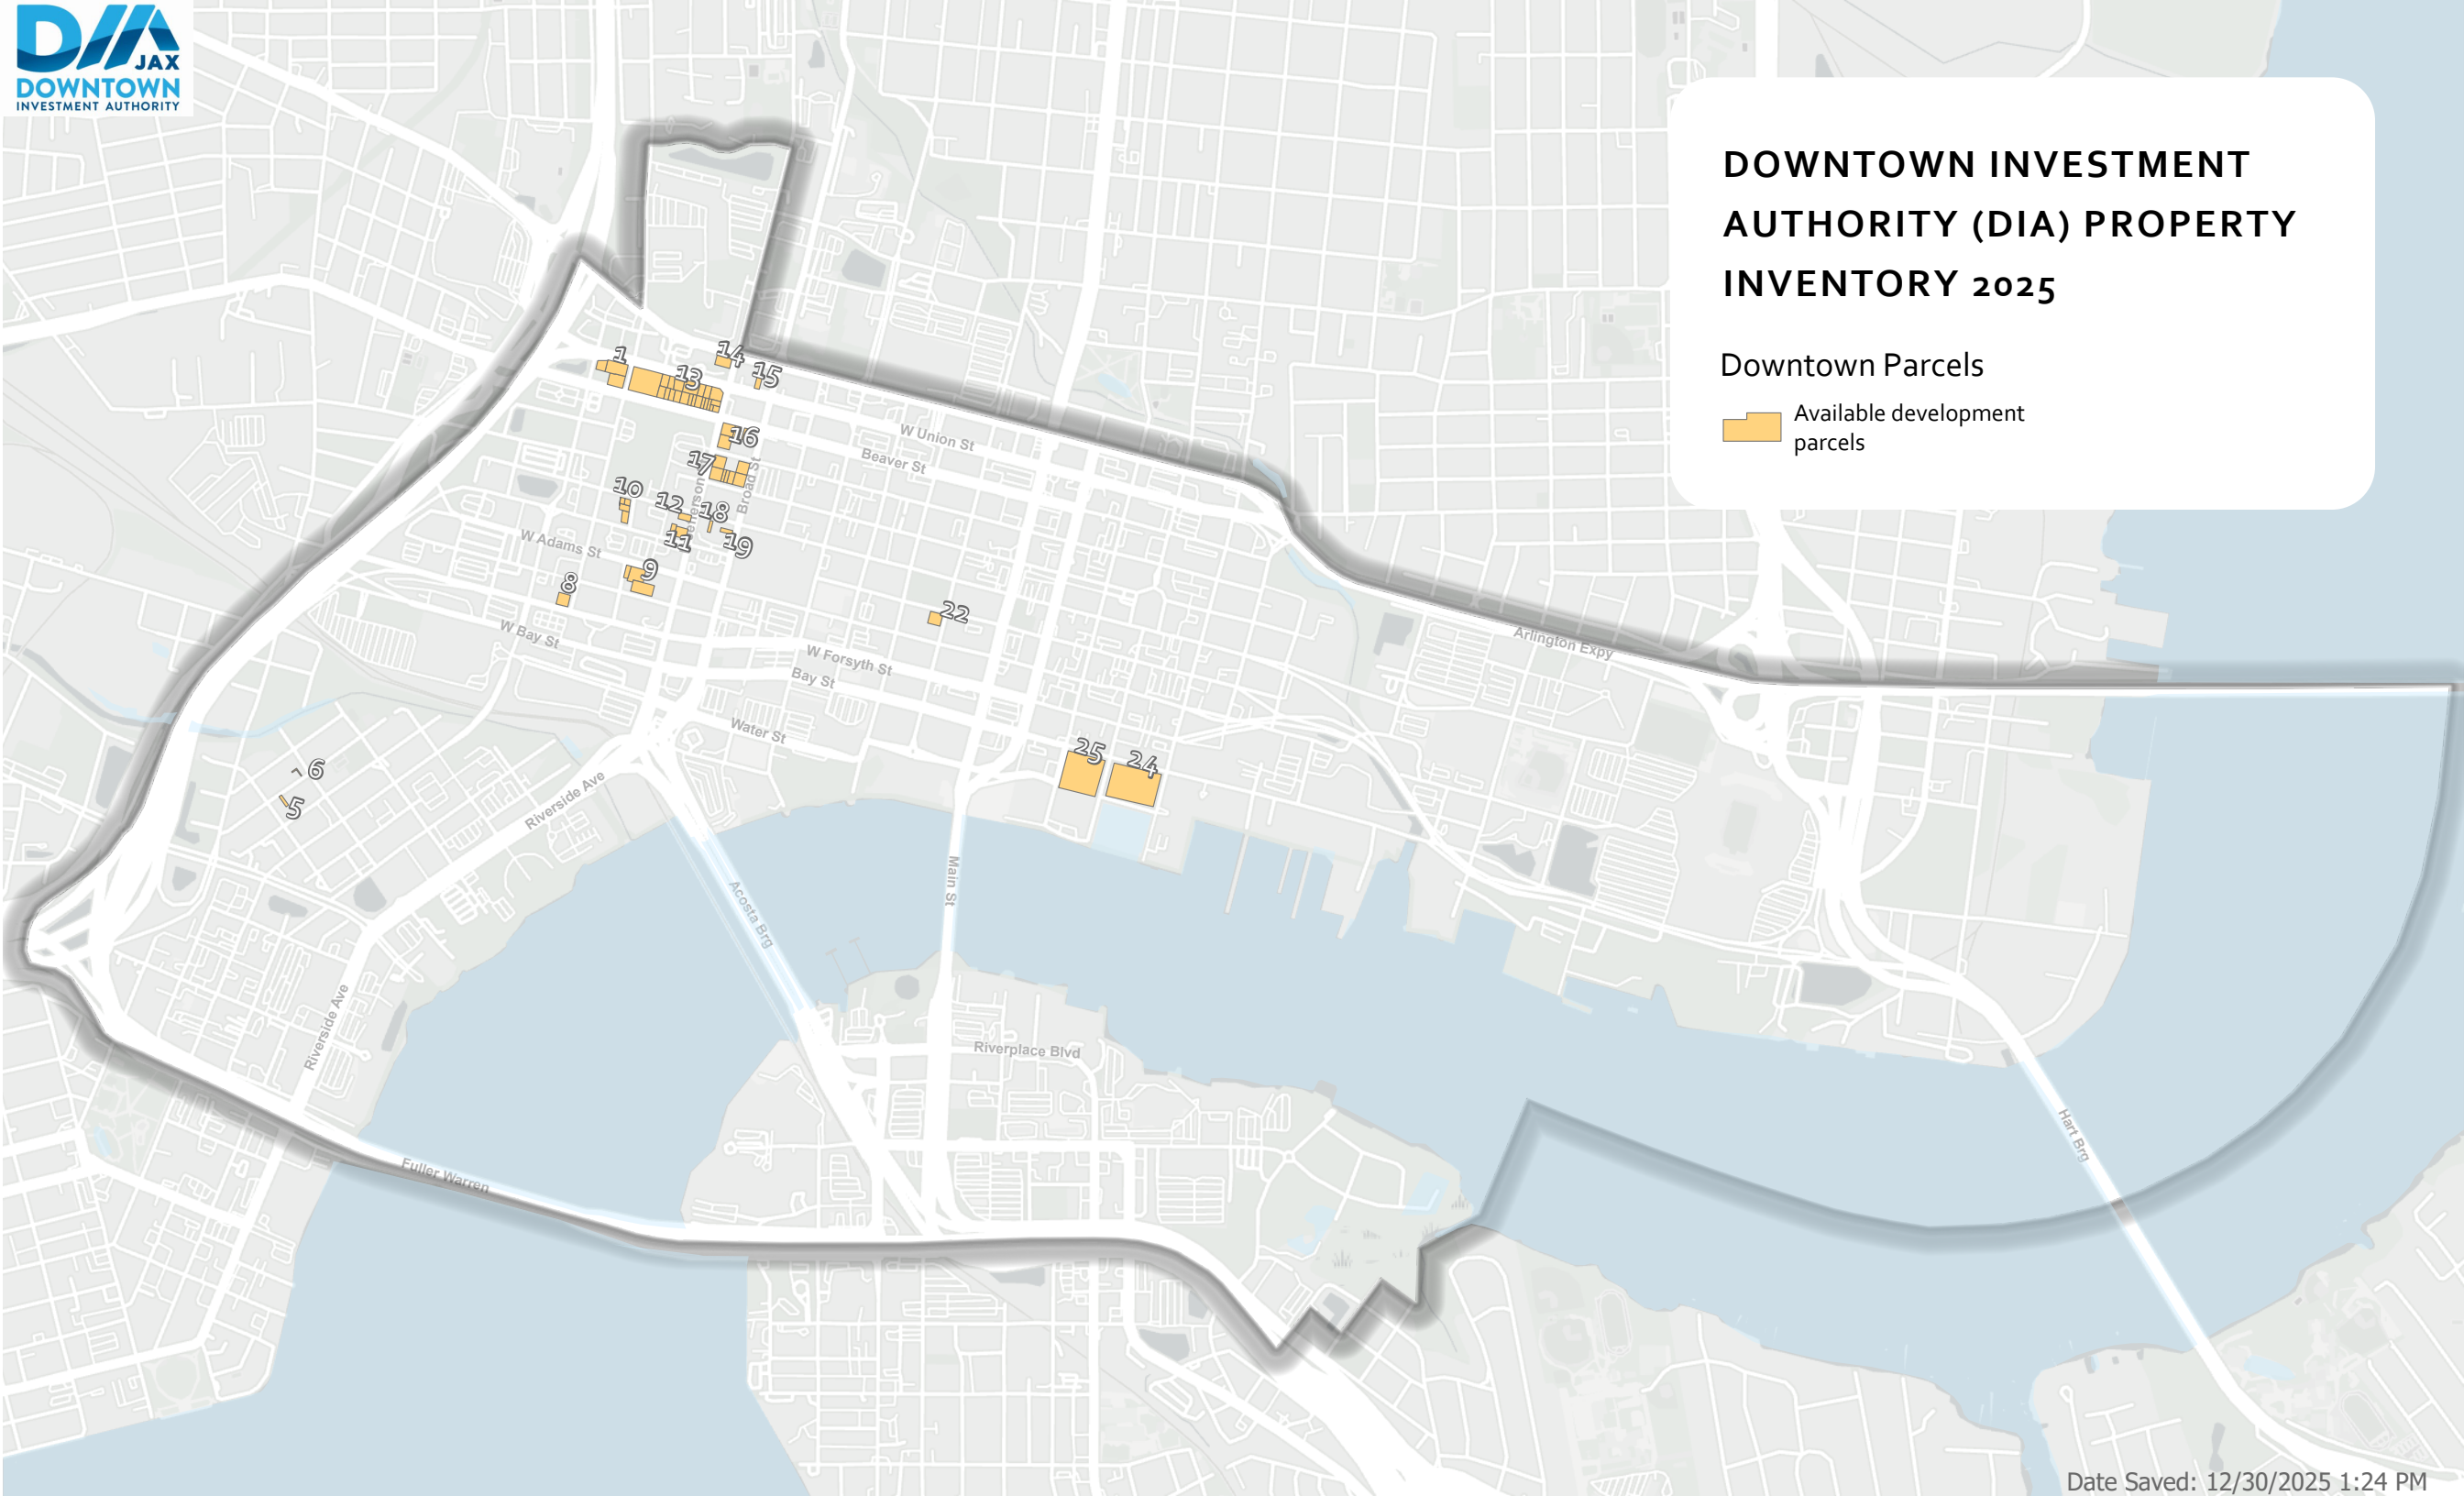 DIA
JAX
DOWNTOWN
INVESTMENT AUTHORITY
DOWNTOWN INVESTMENT
AUTHORITY (DIA) PROPERTY
INVENTORY 2025
Downtown Parcels
Available development
parcels
1
14
13
15
16
17
10
12
18
11
19
9
8
22
25
24
6
5
W Union St
Beaver St
Broad St
Jefferson
W Adams St
W Bay St
W Forsyth St
Bay St
Water St
Arlington Expy
Riverside Ave
Riverside Ave
Acosta Brg
Main St
Riverplace Blvd
Fuller Warren
Hart Brg
Date Saved: 12/30/2025 1:24 PM